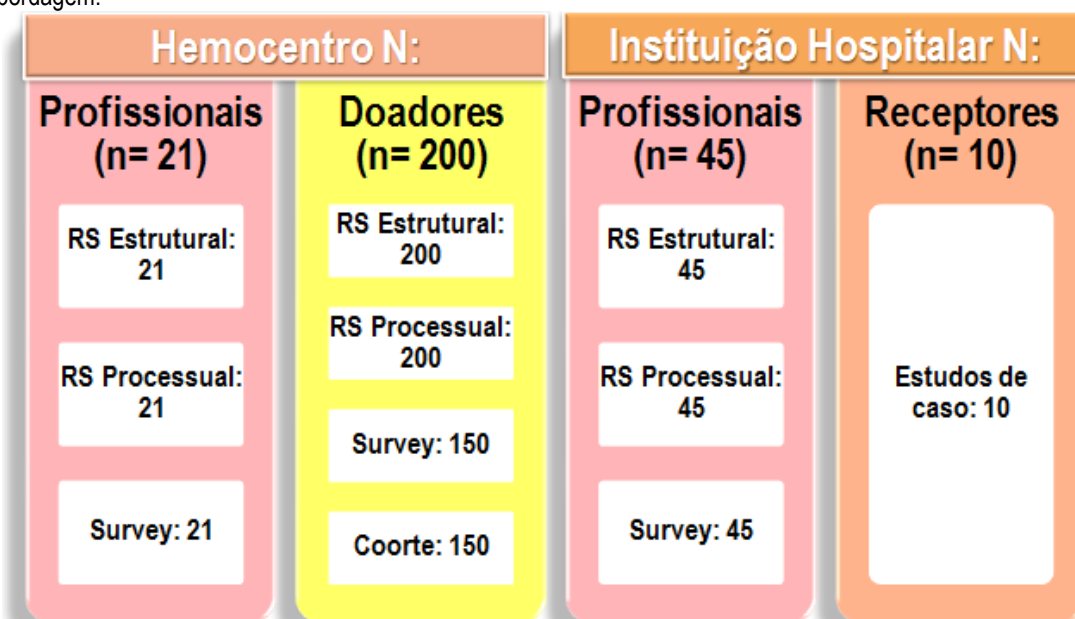 bordagem.
Hemocentro N:
Instituição Hospitalar N:
Profissionais
(n= 21)
RS Estrutural:
21
RS Processual:
21
Survey: 21
Doadores
(n= 200)
RS Estrutural:
200
RS Processual:
200
Survey: 150
Coorte: 150
Profissionais
(n= 45)
RS Estrutural:
45
RS Processual:
45
Survey: 45
Receptores
(n= 10)
Estudos de
caso: 10